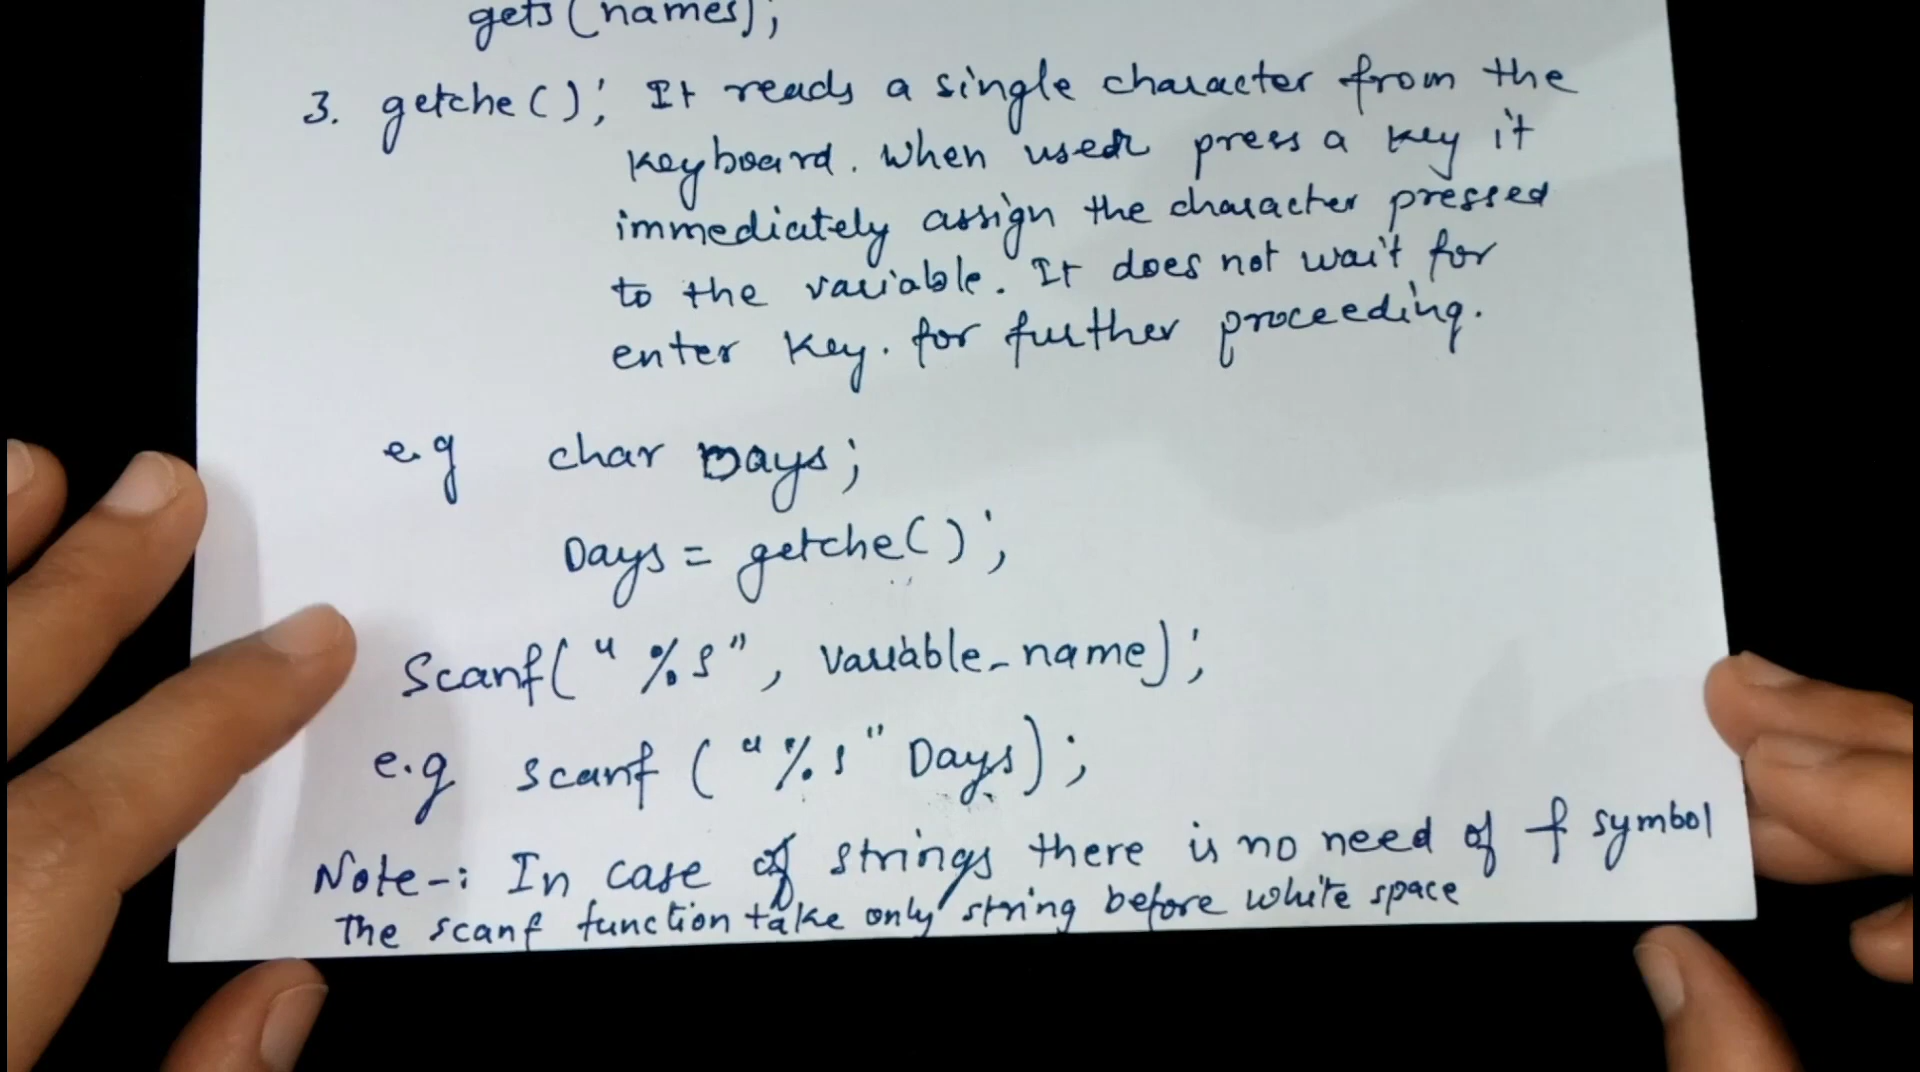 gets(names);
3. getche(); It reads a single character from the
keyboard. When user press a key it
immediately assign the character pressed
to the variable. It does not wait for
enter key. for further proceeding.
e.g char Days;
Days = getche();
Scanf("%s", variable_name);
e.g scanf ("%s" Days);
Note-: In case of strings there is no need of f symbol
The scanf function take only string before white space